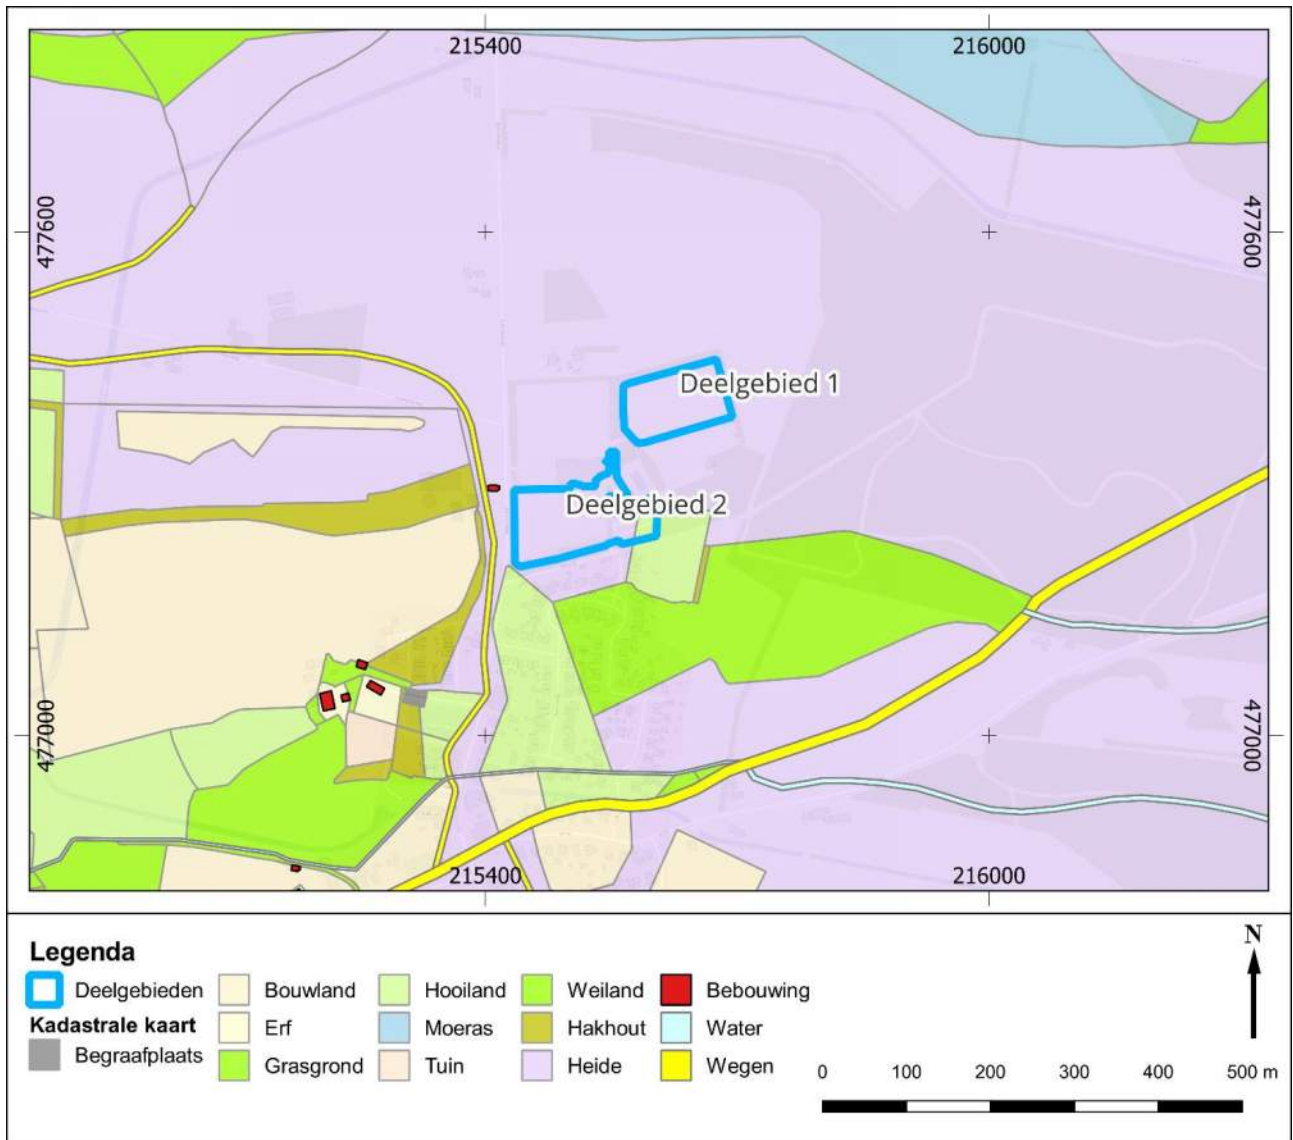 215400
216000
477600
477600
Deelgebied 1
Deelgebied 2
477000
477000
215400
216000
Legenda
Deelgebieden
Kadastrale kaart
Begraafplaats
Bouwland
Erf
Grasgrond
Hooiland
Moeras
Tuin
Weiland
Hakhout
Heide
Bebouwing
Water
Wegen
N
0 100 200 300 400 500 m